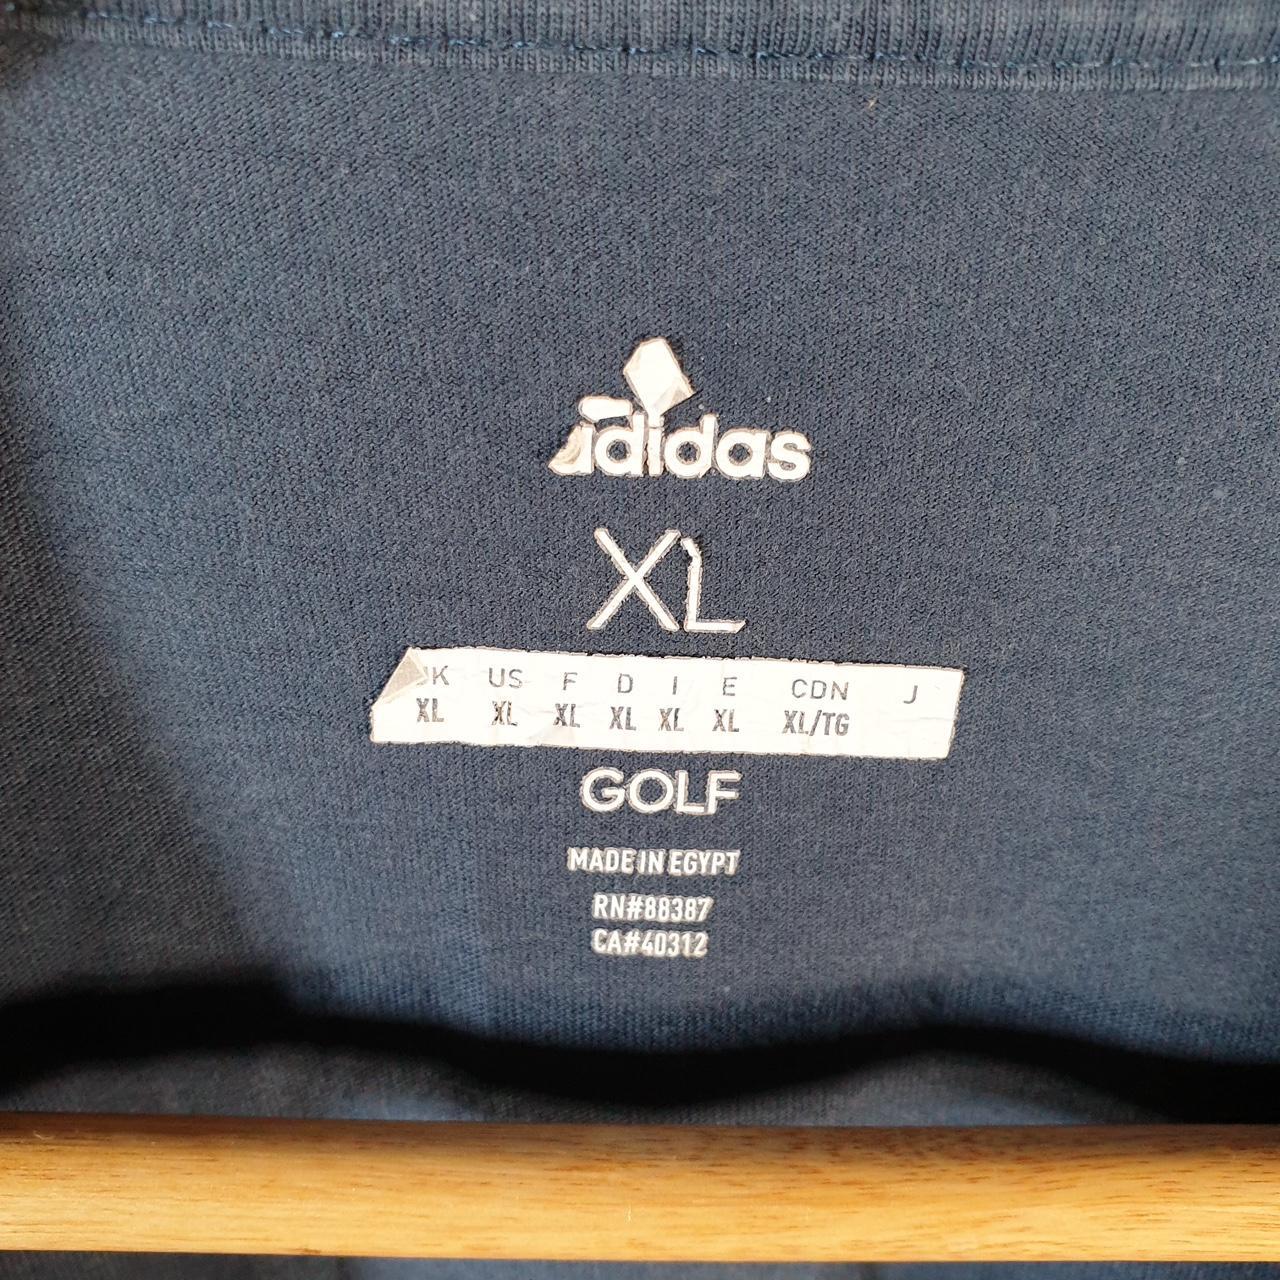 adidas
XL
UK US F D I E CDN J
XL XL XL XL XL XL XL/TG
GOLF
MADE IN EGYPT
RN#88387
CA#40312